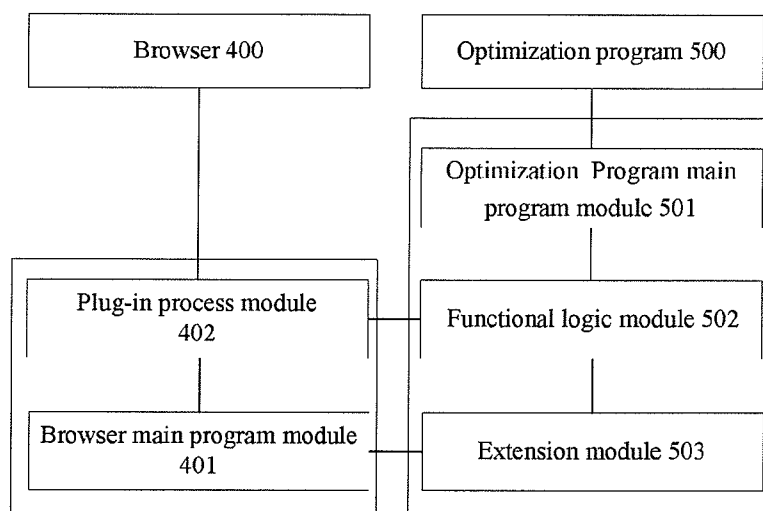 Browser 400
Optimization program 500
Optimization Program main
program module 501
Plug-in process module
402
Functional logic module 502
Browser main program module
401
Extension module 503